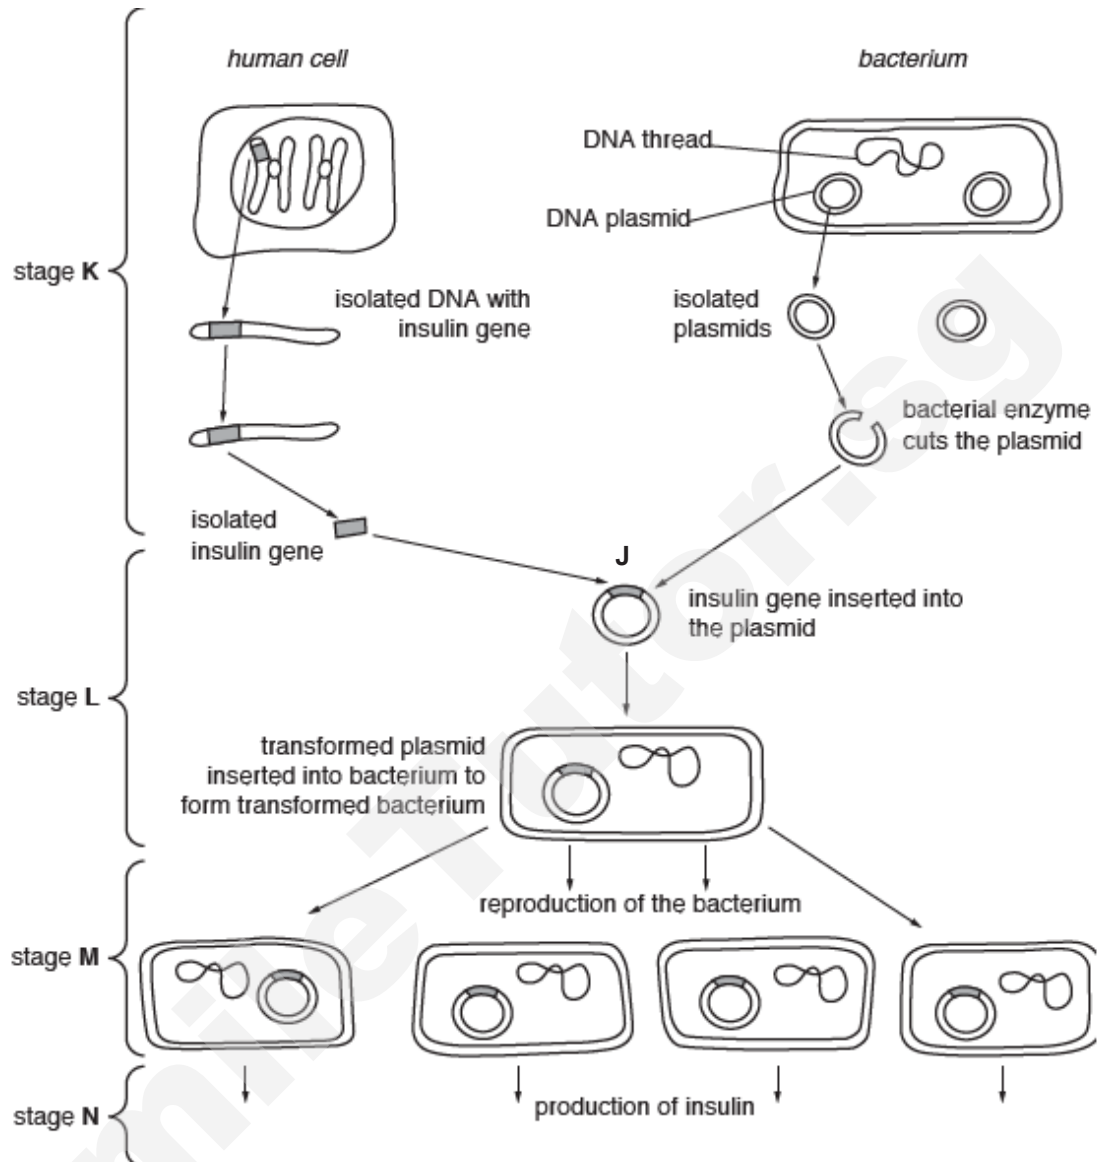 human cell
bacterium
DNA thread
DNA plasmid
stage K
isolated DNA with
insulin gene
isolated
plasmids
bacterial enzyme
cuts the plasmid
isolated
insulin gene
J
insulin gene inserted into
the plasmid
stage L
transformed plasmid
inserted into bacterium to
form transformed bacterium
reproduction of the bacterium
stage M
production of insulin
stage N
mileTutor.sg